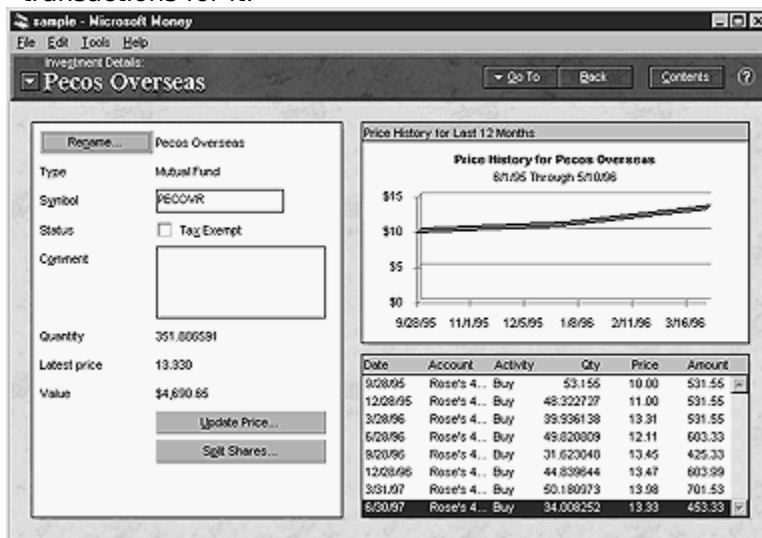 transactions for it.
sample - Microsoft Money
File Edit Tools Help
Investment Details:
Pecos Overseas
Go To Back Contents ?
Rename... Pecos Overseas
Type Mutual Fund
Symbol PECOVR
Status Tax Exempt
Comment
Quantity 351.886591
Latest price 13.330
Value $4,690.65
Update Price...
Split Shares...
Price History for Last 12 Months
Price History for Pecos Overseas
6/1/95 Through 5/10/96
$15
$10
$5
$0
9/28/95 11/1/95 12/5/95 1/8/96 2/11/96 3/16/96
Date Account Activity Qty Price Amount
9/28/95 Rose's 4... Buy 53.155 10.00 531.55
12/28/95 Rose's 4... Buy 48.322727 11.00 531.55
3/28/96 Rose's 4... Buy 39.936138 13.31 531.55
6/28/96 Rose's 4... Buy 49.820809 12.11 603.33
9/20/96 Rose's 4... Buy 31.623048 13.45 425.33
12/28/96 Rose's 4... Buy 44.839644 13.47 603.99
3/31/97 Rose's 4... Buy 50.180973 13.98 701.53
6/30/97 Rose's 4... Buy 34.008252 13.33 453.33